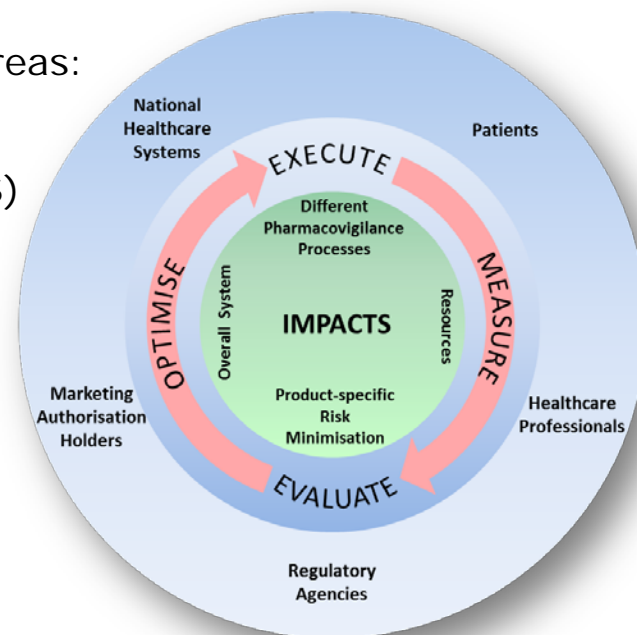 reas:
S)
National
Healthcare
Systems
Patients
EXECUTE
Different
Pharmacovigilance
Processes
OPTIMISE
Overall System
IMPACTS
Resources
MEASURE
Product-specific
Risk
Minimisation
Marketing
Authorisation
Holders
Healthcare
Professionals
EVALUATE
Regulatory
Agencies